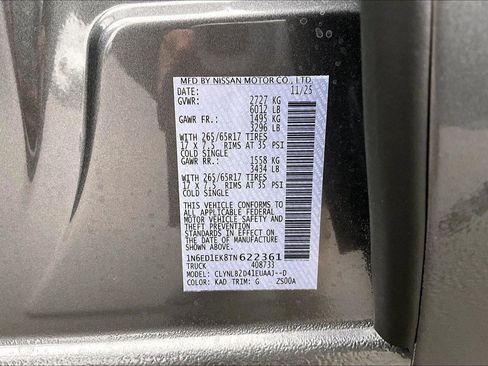 MFD BY NISSAN MOTOR CO., LTD.
DATE: 11/25
GVWR: 2727 KG
6012 LB
GAWR FR.: 1495 KG
3296 LB
WITH 265/65R17 TIRES
17 X 7.5 RIMS AT 35 PSI
COLD SINGLE
GAWR RR.: 1558 KG
3434 LB
WITH 265/65R17 TIRES
17 X 7.5 RIMS AT 35 PSI
COLD SINGLE
THIS VEHICLE CONFORMS TO
ALL APPLICABLE FEDERAL
MOTOR VEHICLE SAFETY AND
THEFT PREVENTION
STANDARDS IN EFFECT ON
THE DATE OF MANUFACTURE
SHOWN ABOVE.
1N6ED1EK8TN622361
TRUCK 408733
MODEL: CLYNLB2D41EUAAJ--D
COLOR: KAD TRIM: G ZS00A